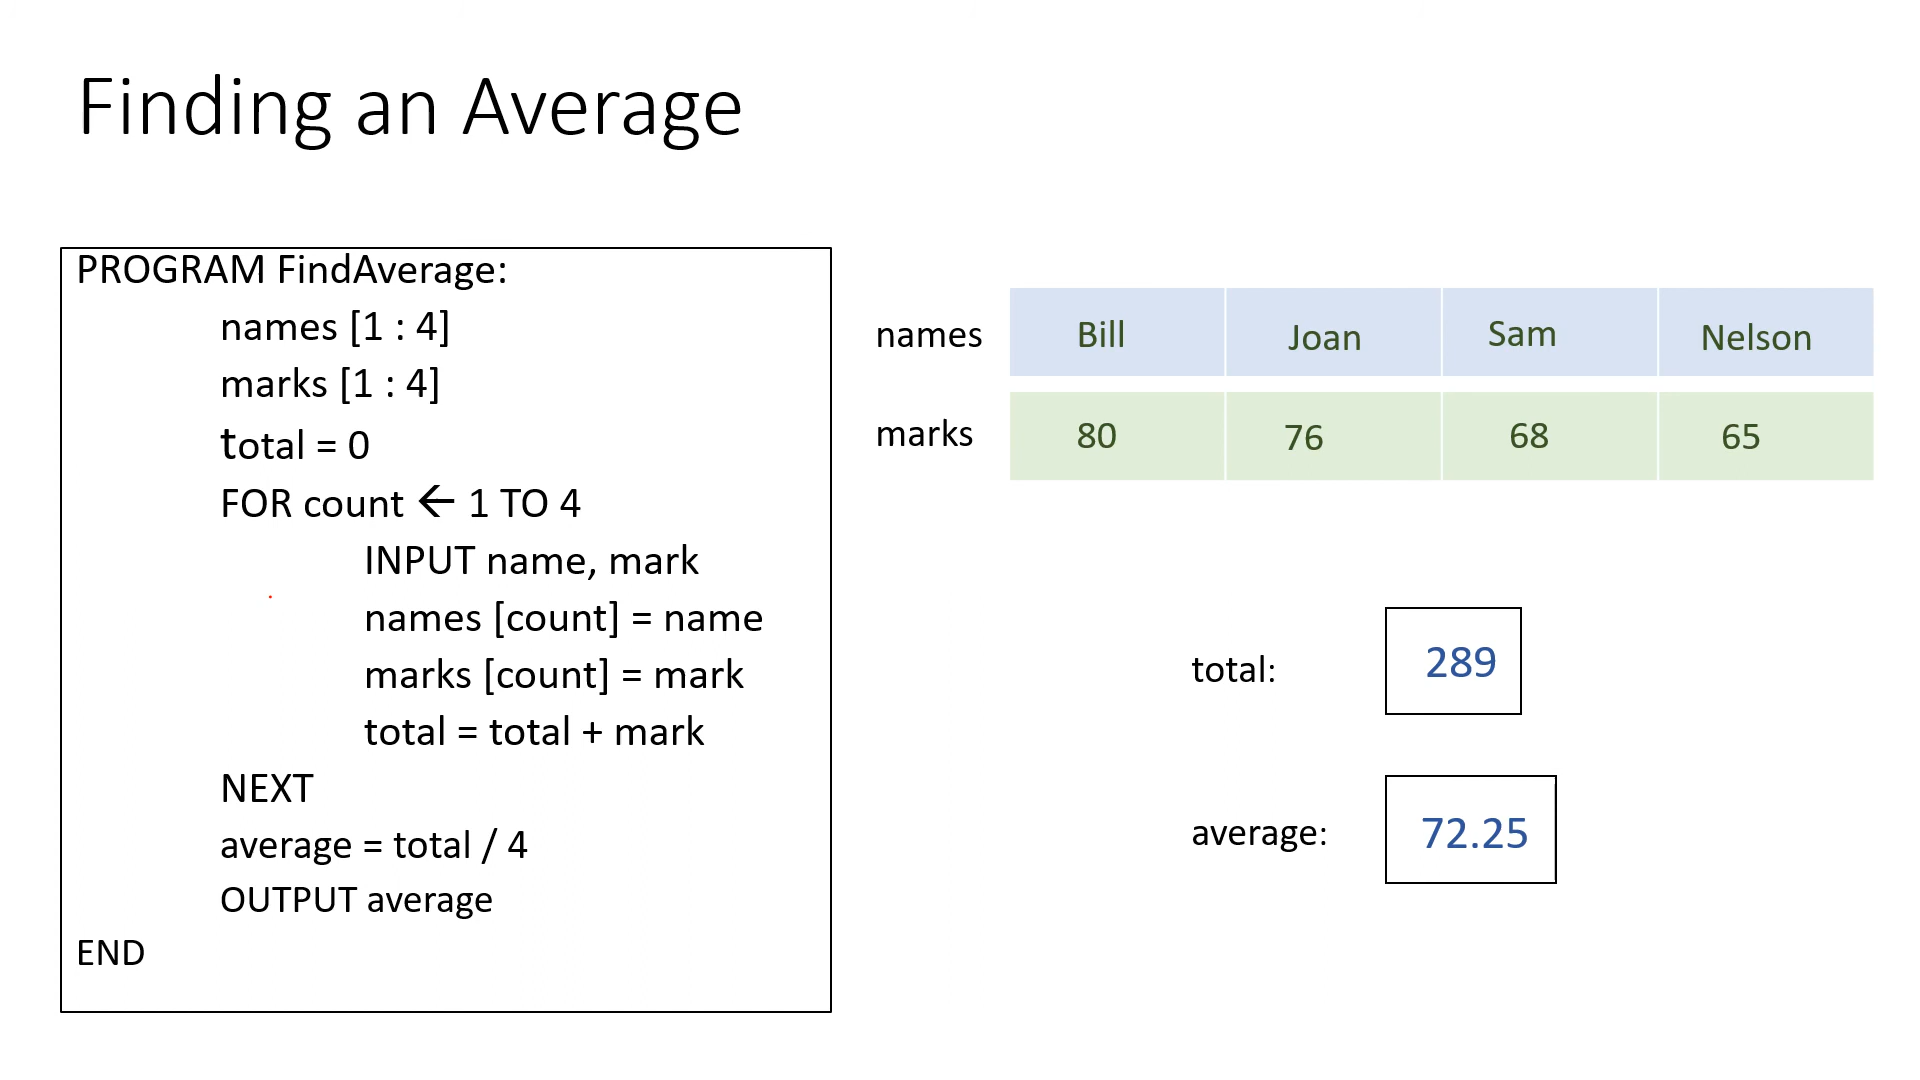 Finding an Average
PROGRAM FindAverage:
names [1 : 4]
marks [1 : 4]
total = 0
FOR count ← 1 TO 4
INPUT name, mark
names [count] = name
marks [count] = mark
total = total + mark
NEXT
average = total / 4
OUTPUT average
END
names Bill Joan Sam Nelson
marks 80 76 68 65
total: 289
average: 72.25